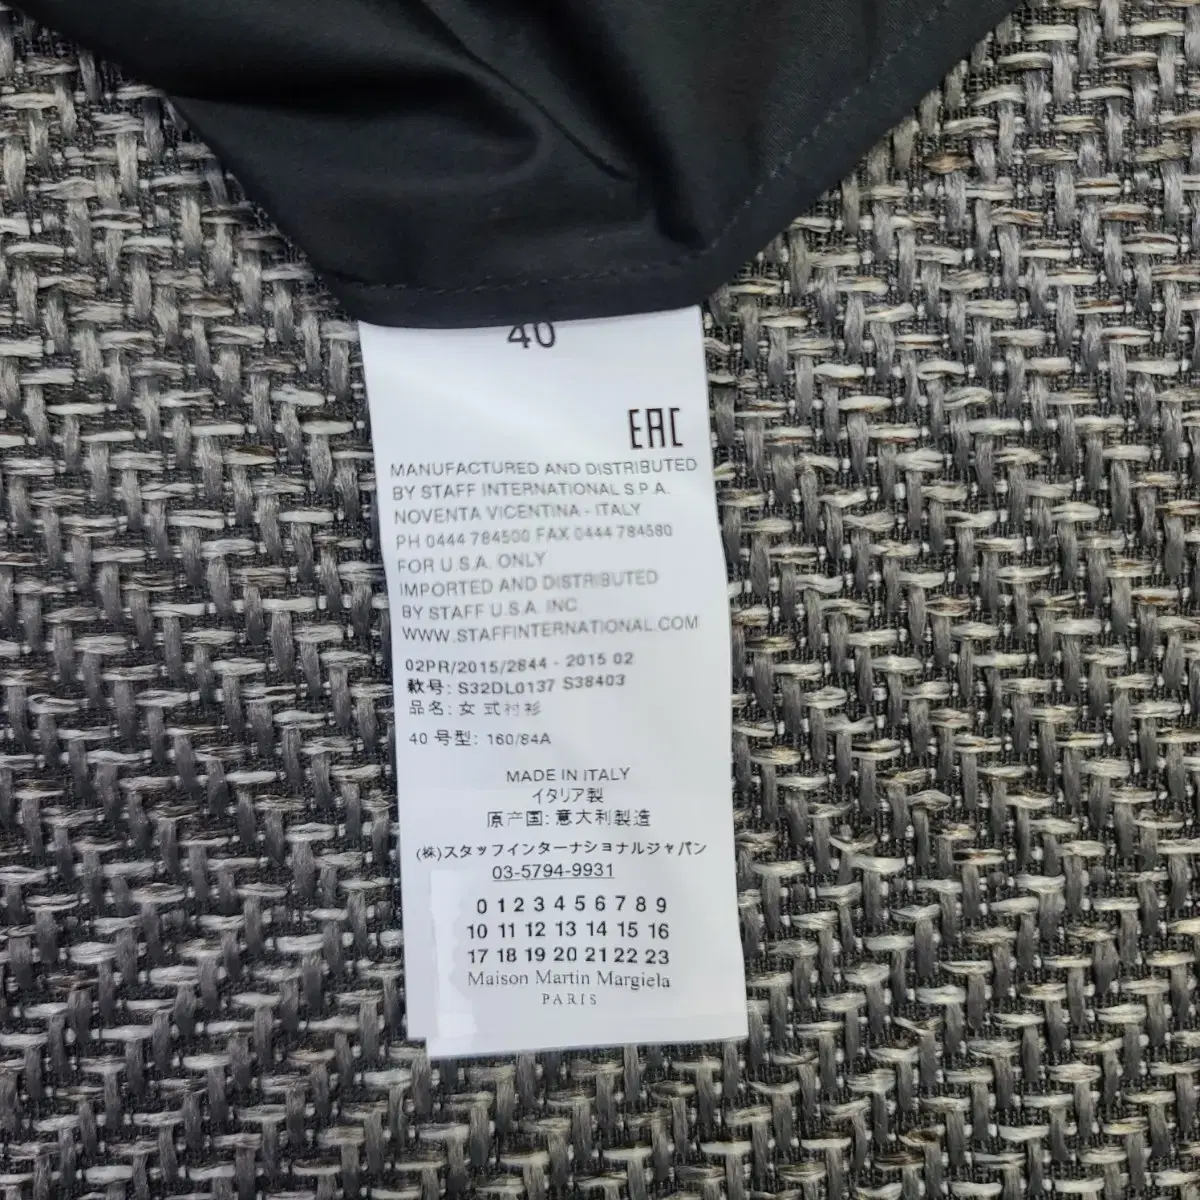 40
EAC
MANUFACTURED AND DISTRIBUTED
BY STAFF INTERNATIONAL S.P.A.
NOVENTA VICENTINA - ITALY
PH 0444 784500 FAX 0444 784580
FOR U.S.A. ONLY
IMPORTED AND DISTRIBUTED
BY STAFF U.S.A. INC
WWW.STAFFINTERNATIONAL.COM
02PR/2015/2844 - 2015 02
款号: S32DL0137 S38403
品名: 女 式衬衫
40 号型: 160/84A
MADE IN ITALY
イタリア製
原产国: 意大利製造
(株)スタッフインターナショナルジャパン
03-5794-9931
0 1 2 3 4 5 6 7 8 9
10 11 12 13 14 15 16
17 18 19 20 21 22 23
Maison Martin Margiela
PARIS